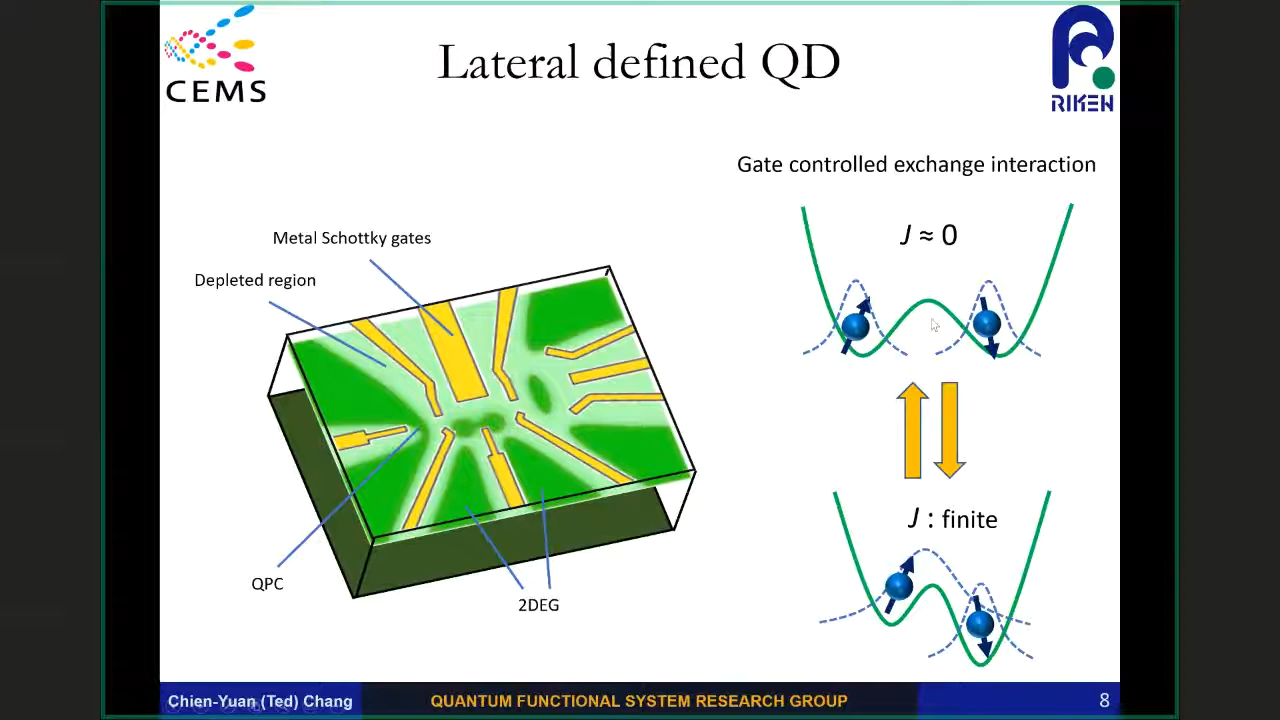 CEMS
Lateral defined QD
RIKEN
Gate controlled exchange interaction
J ≈ 0
Metal Schottky gates
Depleted region
J : finite
QPC
2DEG
Chien-Yuan (Ted) Chang
QUANTUM FUNCTIONAL SYSTEM RESEARCH GROUP
8